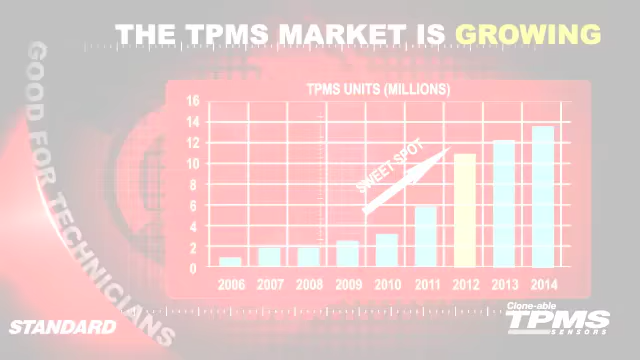 THE TPMS MARKET IS GROWING
GOOD FOR TECHNICIANS
TPMS UNITS (MILLIONS)
16
14
12
10
8
6
4
2
0
SWEET SPOT
2006 2007 2008 2009 2010 2011 2012 2013 2014
STANDARD
Clone-able
TPMS
SENSORS